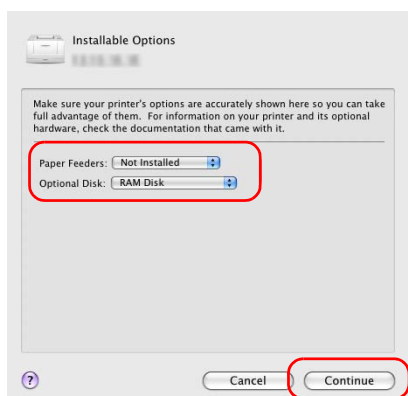 Installable Options
Make sure your printer's options are accurately shown here so you can take
full advantage of them. For information on your printer and its optional
hardware, check the documentation that came with it.
Paper Feeders: Not Installed
Optional Disk: RAM Disk
? Cancel Continue